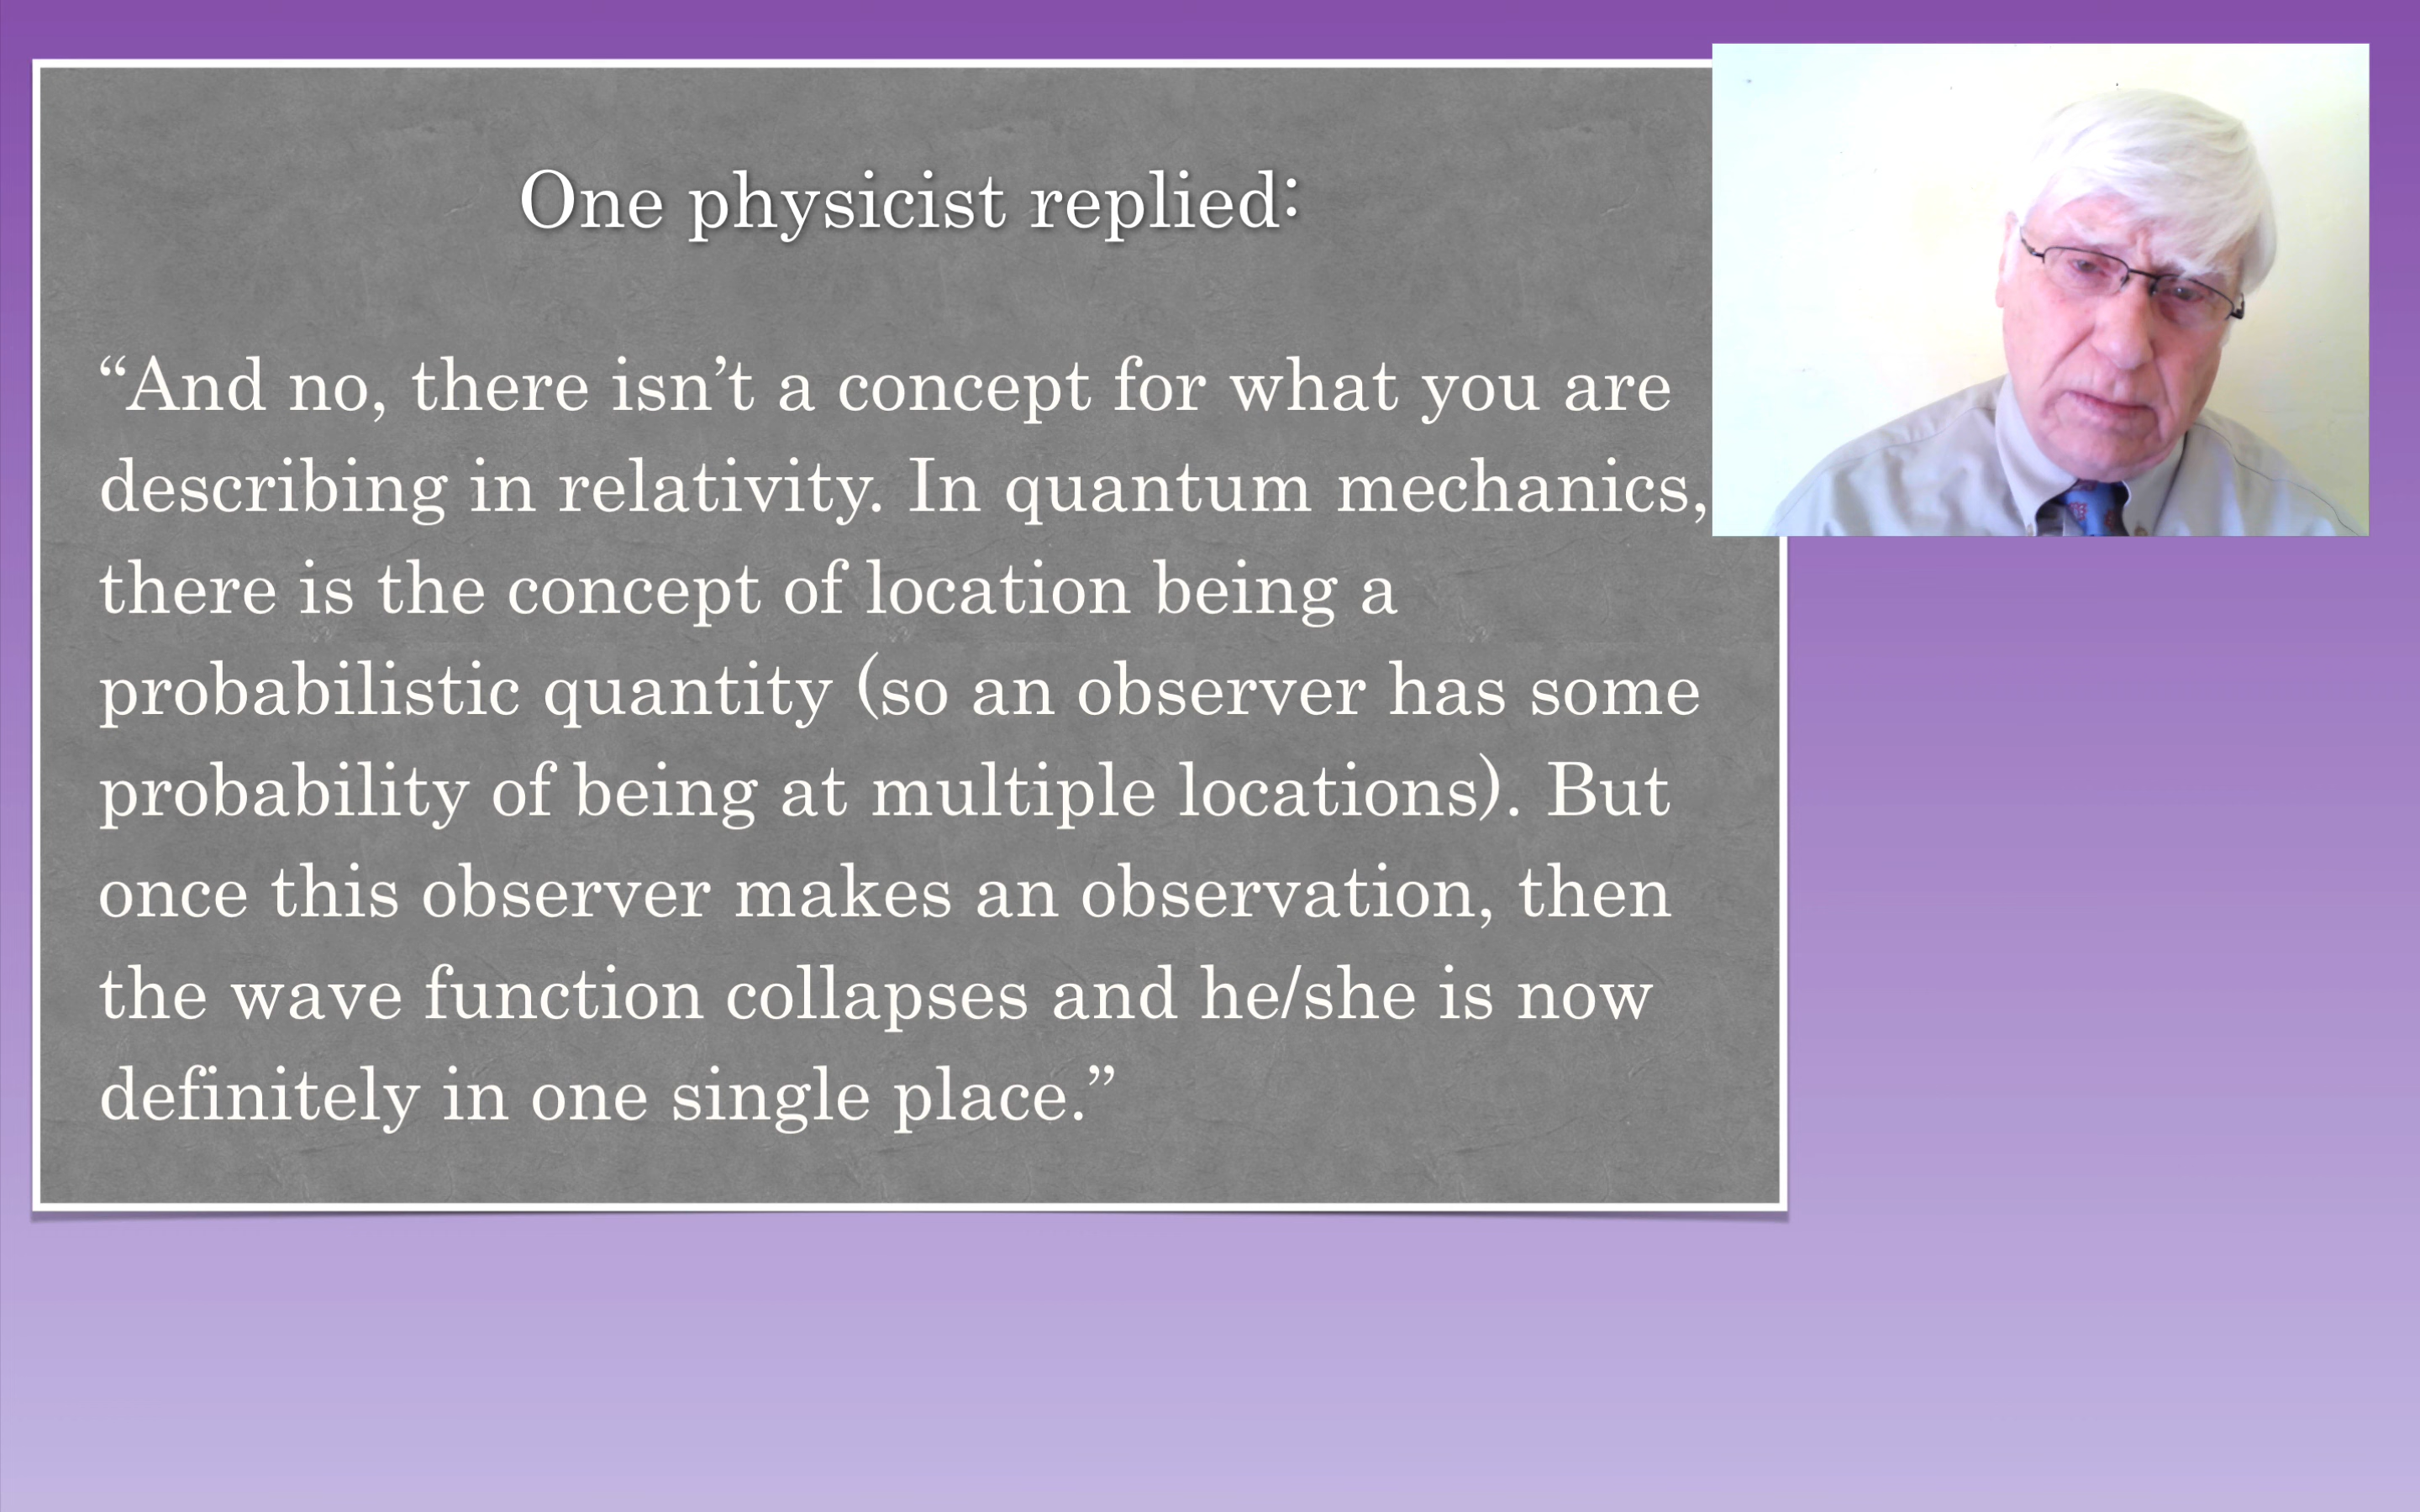 One physicist replied:
“And no, there isn’t a concept for what you are
describing in relativity. In quantum mechanics,
there is the concept of location being a
probabilistic quantity (so an observer has some
probability of being at multiple locations). But
once this observer makes an observation, then
the wave function collapses and he/she is now
definitely in one single place.”